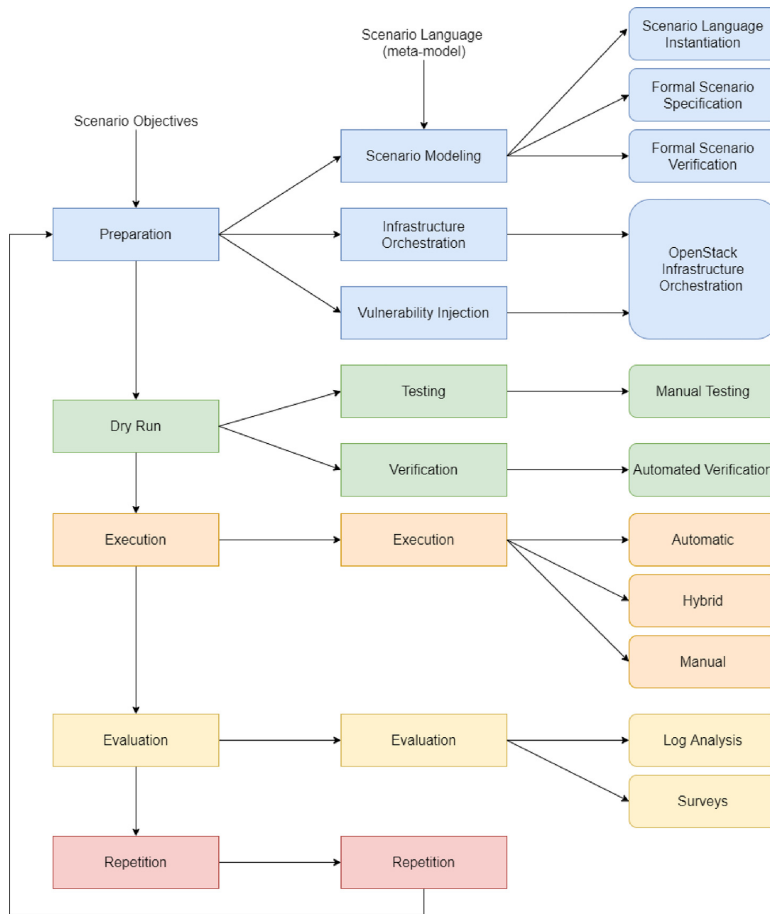 Scenario Language
(meta-model)
Scenario Language
Instantiation
Formal Scenario
Specification
Scenario Objectives
Scenario Modeling
Formal Scenario
Verification
Preparation
Infrastructure
Orchestration
OpenStack
Infrastructure
Orchestration
Vulnerability Injection
Dry Run
Testing
Manual Testing
Verification
Automated Verification
Execution
Execution
Automatic
Hybrid
Manual
Evaluation
Evaluation
Log Analysis
Surveys
Repetition
Repetition